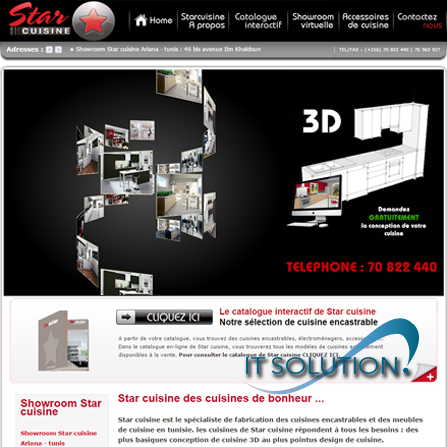 Star
CUISINE
Home
Starcuisine
A propos
Catalogue
interactif
Showroom
virtuelle
Accessoires
de cuisine
Contactez
nous
Adresses :
Showroom Star cuisine Ariana - tunis : 46 bis avenue Ibn Khaldoun
TEL/FAX : (+216) 70 822 440 | 70 562 927
3D
Demandez
GRATUITEMENT
la conception de votre
cuisine
TELEPHONE : 70 822 440
CLIQUEZ ICI
Le catalogue interactif de Star cuisine
Notre sélection de cuisine encastrable
A partir de votre catalogue, vous trouvez des cuisines encastrables, électroménagers,
Dans le catalogue en-ligne de Star cuisine, vous trouverez tous les modèles de cuisines
disponibles à la vente. Pour consulter le catalogue de Star cuisine CLIQUEZ ICI.
IT SOLUTION
Showroom Star
cuisine
Showroom Star cuisine
Ariana - tunis
Star cuisine des cuisines de bonheur ...
Star cuisine est le spécialiste de fabrication des cuisines encastrables et des meubles
de cuisine en tunisie. les cuisines de Star cuisine répondent à tous les besoins : des
plus basiques conception de cuisine 3D au plus pointus design de cuisine.